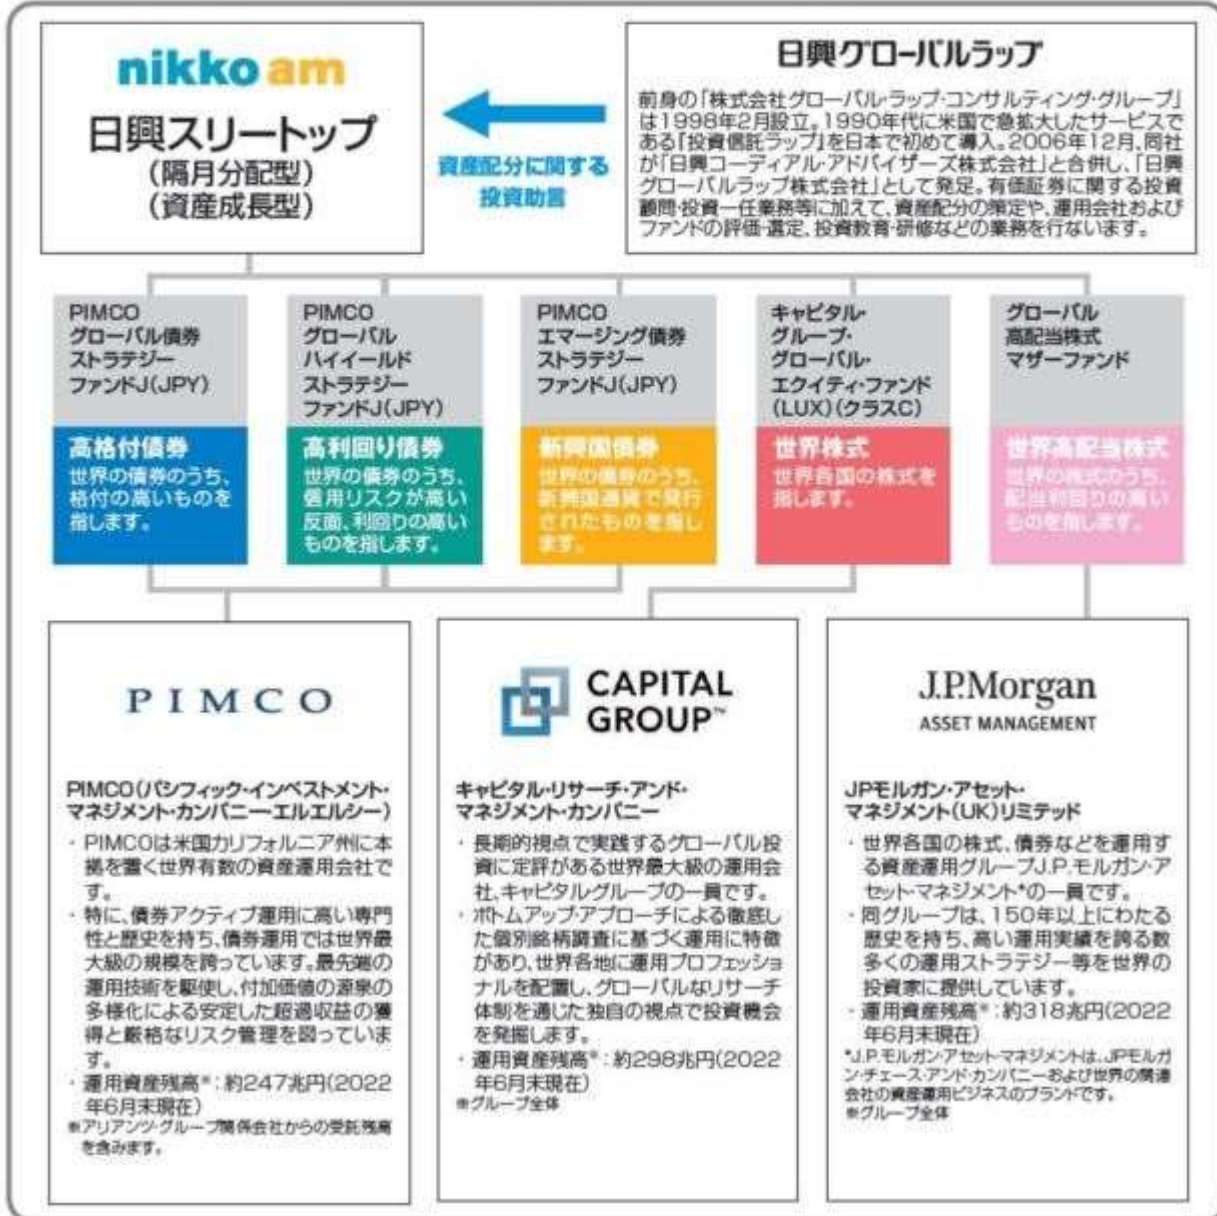 nikko am
日興スリートップ
(隔月分配型)
(資産成長型)
資産配分に関する
投資助言
日興グローバルラップ
前身の「株式会社グローバル・ラップ・コンサルティング・グループ」
は1998年2月設立。1990年代に米国で急拡大したサービスで
ある「投資信託ラップ」を日本で初めて導入。2006年12月、同社
が「日興コーディアル・アドバイザーズ株式会社」と合併し、「日興
グローバルラップ株式会社」として発足。有価証券に関する投資
顧問・投資一任業務等に加えて、資産配分の策定や、運用会社および
ファンドの評価・選定、投資教育・研修などの業務を行ないます。
PIMCO
グローバル債券
ストラテジー
ファンドJ(JPY)
高格付債券
世界の債券のうち、
格付の高いものを
指します。
PIMCO
グローバル
ハイイールド
ストラテジー
ファンドJ(JPY)
高利回り債券
世界の債券のうち、
信用リスクが高い
反面、利回りの高い
ものを指します。
PIMCO
エマージング債券
ストラテジー
ファンドJ(JPY)
新興国債券
世界の債券のうち、
新興国通貨で発行
されたものを指し
ます。
キャピタル・
グループ・
グローバル・
エクイティ・ファンド
(LUX)(クラスC)
世界株式
世界各国の株式を
指します。
グローバル
高配当株式
マザーファンド
世界高配当株式
世界の株式のうち、
配当利回りの高い
ものを指します。
PIMCO
PIMCO(パシフィック・インベストメント・
マネジメント・カンパニー・エルエルシー)
・PIMCOは米国カリフォルニア州に本
拠を置く世界有数の資産運用会社で
す。
・特に、債券アクティブ運用に高い専門
性と歴史を持ち、債券運用では世界最
大級の規模を誇っています。最先端の
運用技術を駆使し、付加価値の源泉の
多様化による安定した超過収益の獲
得と厳格なリスク管理を図っていま
す。
・運用資産残高※:約247兆円(2022
年6月末現在)
※アリアンツ・グループ関係会社からの受託残高
を含みます。
CAPITAL
GROUP™
キャピタル・リサーチ・アンド・
マネジメント・カンパニー
・長期的視点で実践するグローバル投
資に定評がある世界最大級の運用会
社、キャピタルグループの一員です。
・ボトムアップ・アプローチによる徹底し
た個別銘柄調査に基づく運用に特徴
があり、世界各地に運用プロフェッショ
ナルを配置し、グローバルなリサーチ
体制を通じた独自の視点で投資機会
を発掘します。
・運用資産残高※:約298兆円(2022
年6月末現在)
※グループ全体
J.P.Morgan
ASSET MANAGEMENT
JPモルガン・アセット・
マネジメント(UK)リミテッド
・世界各国の株式、債券などを運用す
る資産運用グループJ.P.モルガン・ア
セット・マネジメント*の一員です。
・同グループは、150年以上にわたる
歴史を持ち、高い運用実績を誇る数
多くの運用ストラテジー等を世界の
投資家に提供しています。
・運用資産残高※:約318兆円(2022
年6月末現在)
*J.P.モルガン・アセット・マネジメントは、JPモルガ
ン・チェース・アンド・カンパニーおよび世界の関連
会社の資産運用ビジネスのブランドです。
※グループ全体